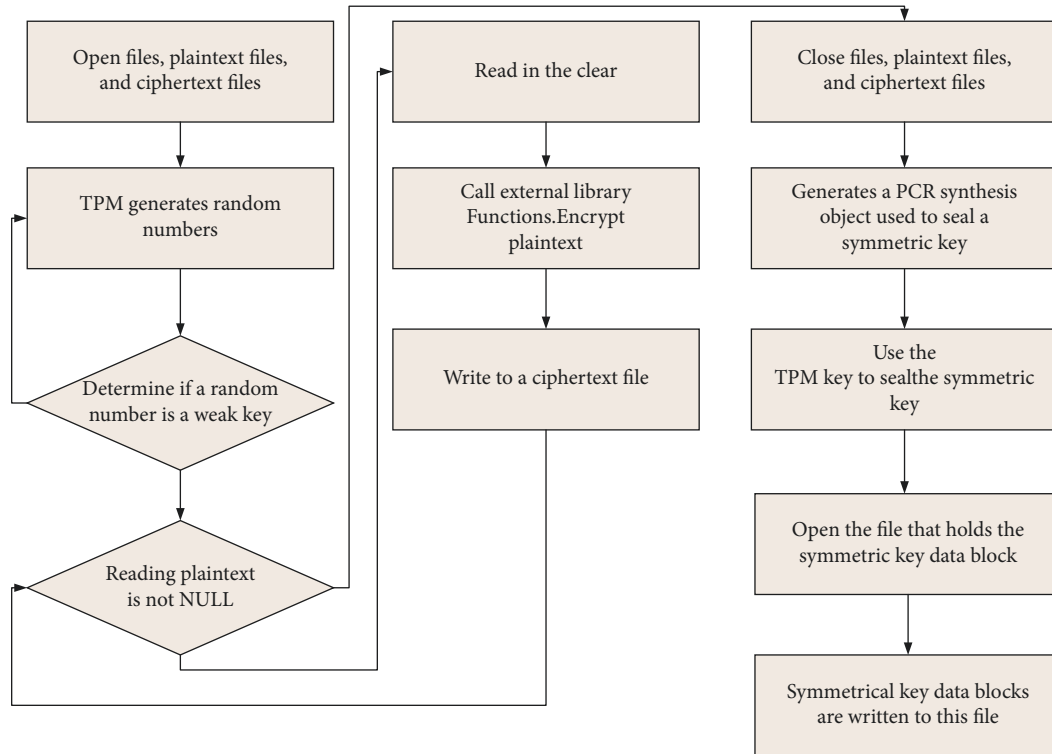 Open files, plaintext files,
and ciphertext files
TPM generates random
numbers
Determine if a random
number is a weak key
Reading plaintext
is not NULL
Read in the clear
Call external library
Functions.Encrypt
plaintext
Write to a ciphertext file
Close files, plaintext files,
and ciphertext files
Generates a PCR synthesis
object used to seal a
symmetric key
Use the
TPM key to sealthe symmetric
key
Open the file that holds the
symmetric key data block
Symmetrical key data blocks
are written to this file